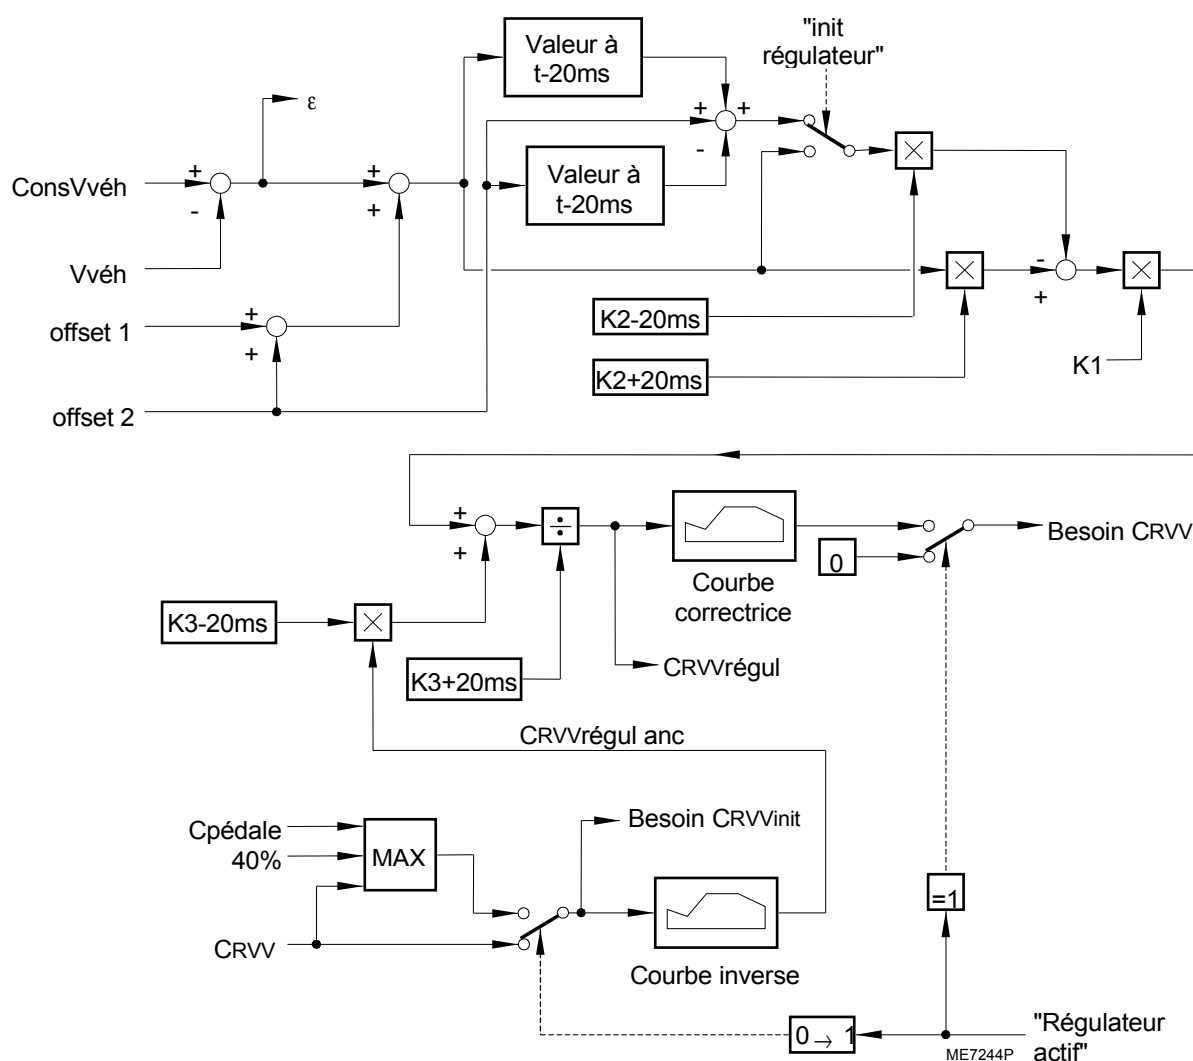 "init
régulateur"
Valeur à
t-20ms
ε
+
+
+
-
Valeur à
t-20ms
ConsVvéh
+
-
+
+
Vvéh
-
+
offset 1
+
+
K2-20ms
K2+20ms
K1
offset 2
+
+
÷
Besoin CRVV
0
Courbe
correctrice
K3-20ms
K3+20ms
CRVVrégul
CRVVrégul anc
Besoin CRVVinit
Cpédale
40%
MAX
=1
CRVV
Courbe inverse
0→ 1
"Régulateur
actif"
ME7244P